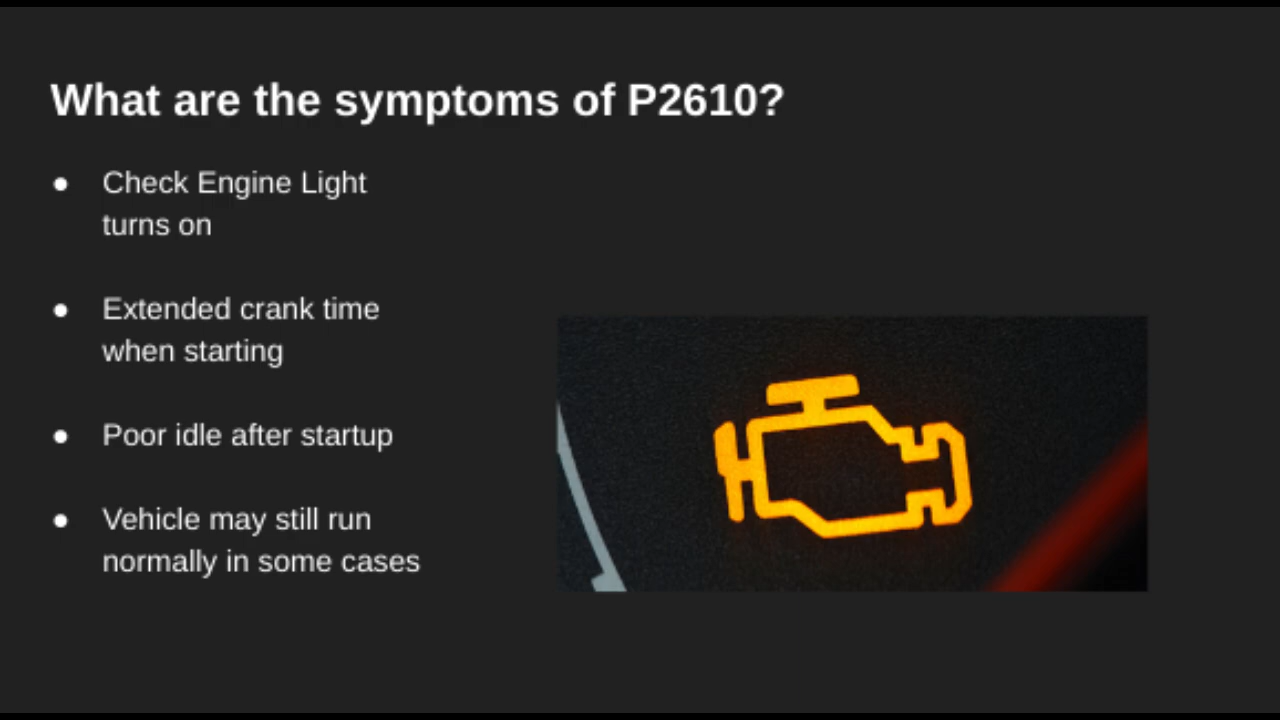 What are the symptoms of P2610?
● Check Engine Light
turns on
● Extended crank time
when starting
● Poor idle after startup
● Vehicle may still run
normally in some cases